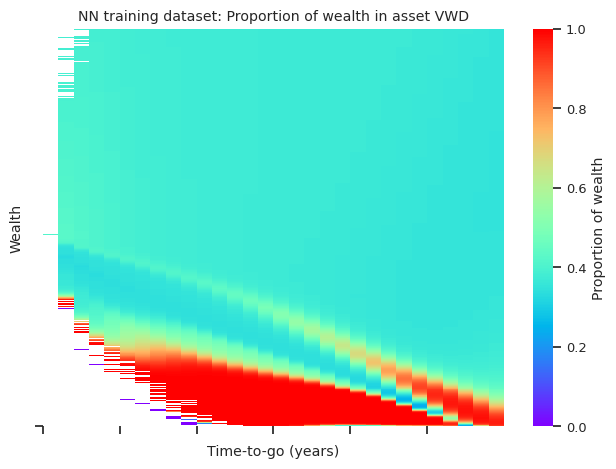 NN training dataset: Proportion of wealth in asset VWD
Wealth
Time-to-go (years)
1.0
0.8
0.6
0.4
0.2
0.0
Proportion of wealth